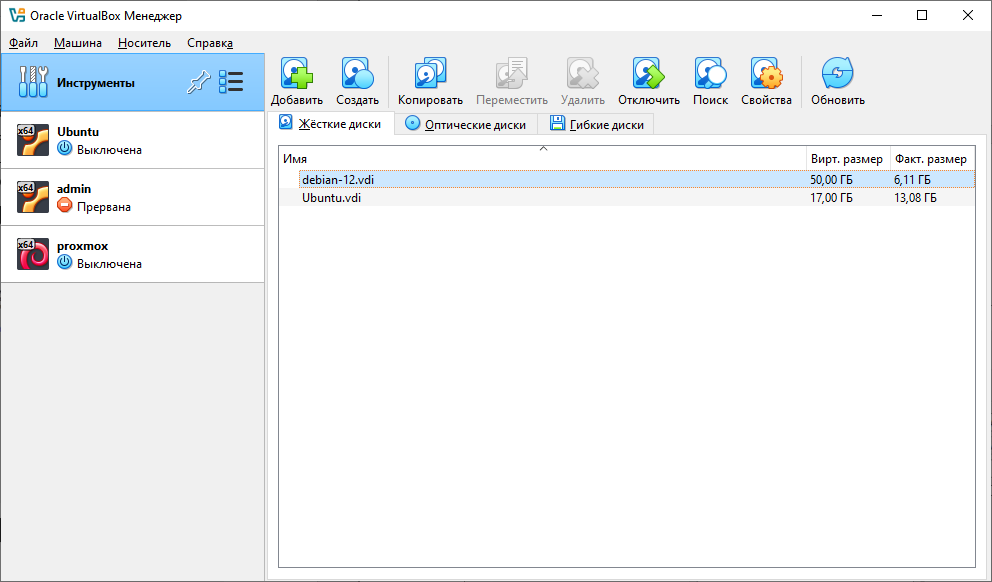 Oracle VirtualBox Менеджер
Файл Машина Носитель Справка
Инструменты
x64 Ubuntu
Выключена
x64 admin
Прервана
x64 proxmox
Выключена
Добавить Создать Копировать Переместить Удалить Отключить Поиск Свойства Обновить
Жёсткие диски Оптические диски Гибкие диски
Имя Вирт. размер Факт. размер
debian-12.vdi 50,00 ГБ 6,11 ГБ
Ubuntu.vdi 17,00 ГБ 13,08 ГБ